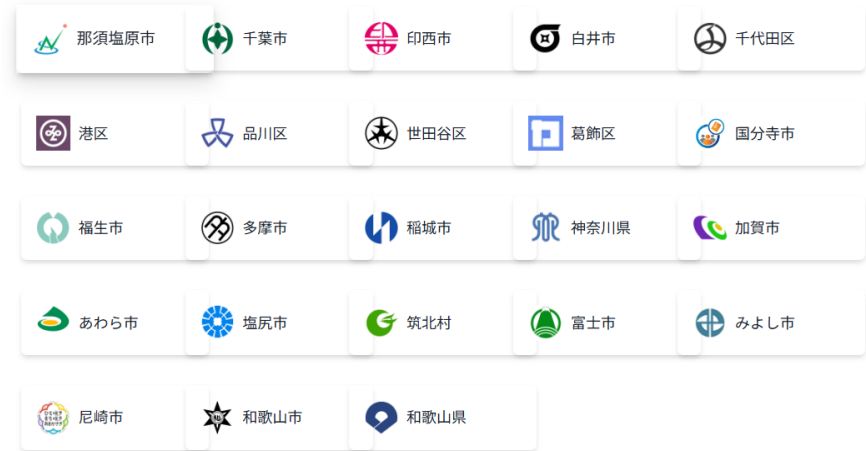 那須塩原市
千葉市
印西市
白井市
千代田区
港区
品川区
世田谷区
葛飾区
国分寺市
福生市
多摩市
稲城市
神奈川県
加賀市
あわら市
塩尻市
筑北村
富士市
みよし市
尼崎市
和歌山市
和歌山県